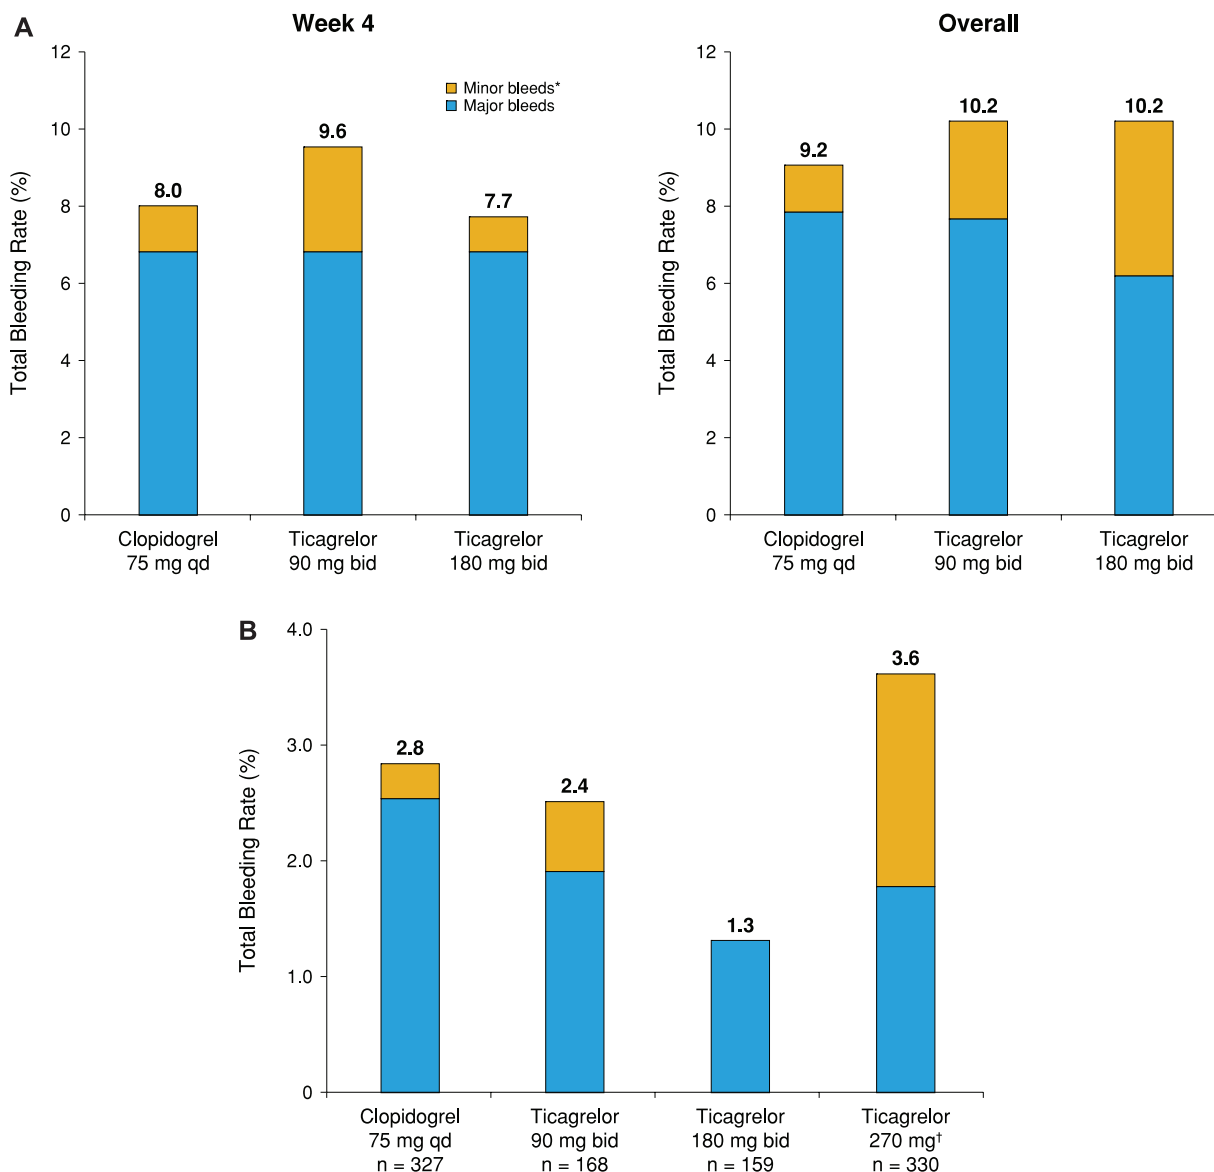 A
Week 4
Total Bleeding Rate (%)
12
10
8
6
4
2
0
Minor bleeds*
Major bleeds
8.0
9.6
7.7
Clopidogrel
75 mg qd
Ticagrelor
90 mg bid
Ticagrelor
180 mg bid
Overall
Total Bleeding Rate (%)
12
10
8
6
4
2
0
9.2
10.2
10.2
Clopidogrel
75 mg qd
Ticagrelor
90 mg bid
Ticagrelor
180 mg bid
B
Total Bleeding Rate (%)
4.0
3.0
2.0
1.0
0
2.8
2.4
1.3
3.6
Clopidogrel
75 mg qd
n = 327
Ticagrelor
90 mg bid
n = 168
Ticagrelor
180 mg bid
n = 159
Ticagrelor
270 mg†
n = 330